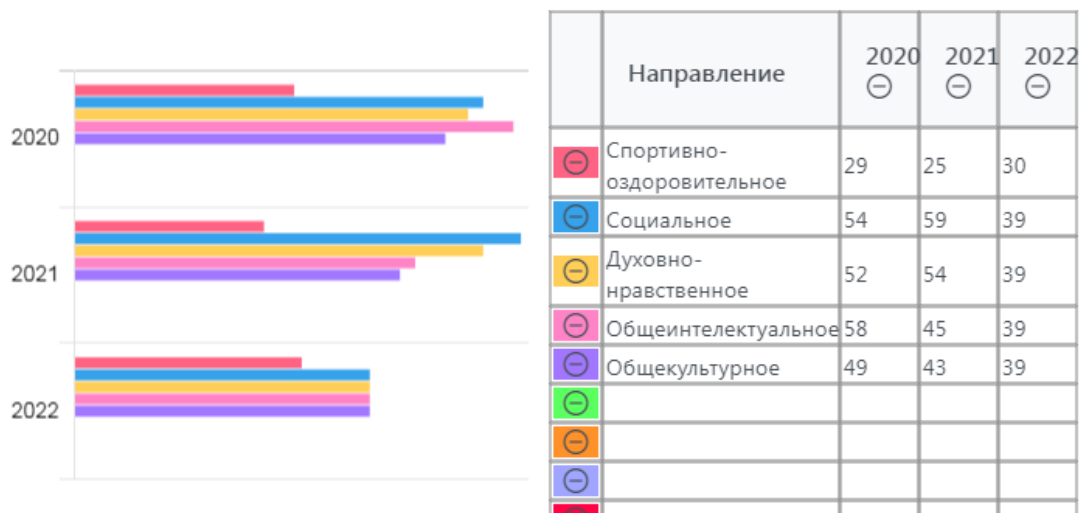 2020
2021
2022
Направление 2020 2021 2022
Спортивно-
оздоровительное 29 25 30
Социальное 54 59 39
Духовно-
нравственное 52 54 39
Общеинтелектуальное 58 45 39
Общекультурное 49 43 39